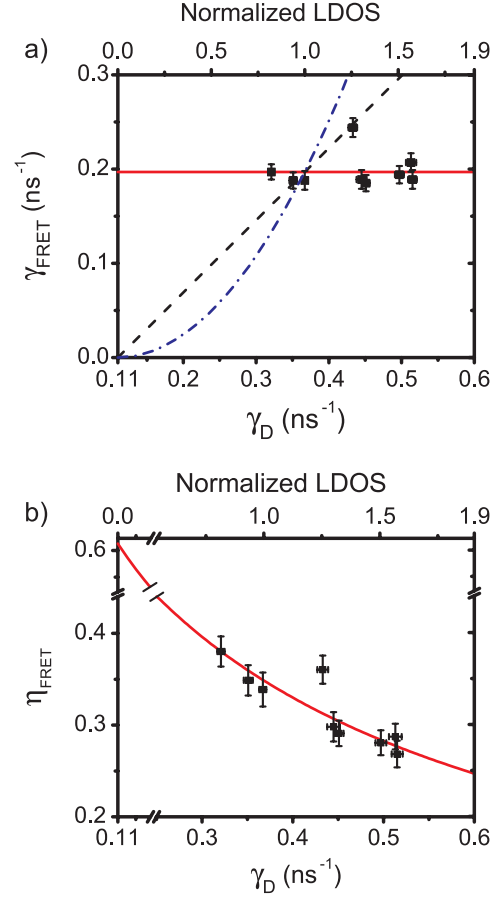 Normalized LDOS
0.0 0.5 1.0 1.5 1.9
a)
0.3
0.2
0.1
0.0
γFRET (ns-1)
0.11 0.2 0.3 0.4 0.5 0.6
γD (ns-1)
Normalized LDOS
b)
0.0 1.0 1.5 1.9
0.6
0.4
0.3
0.2
ηFRET
0.11 0.3 0.4 0.5 0.6
γD (ns-1)